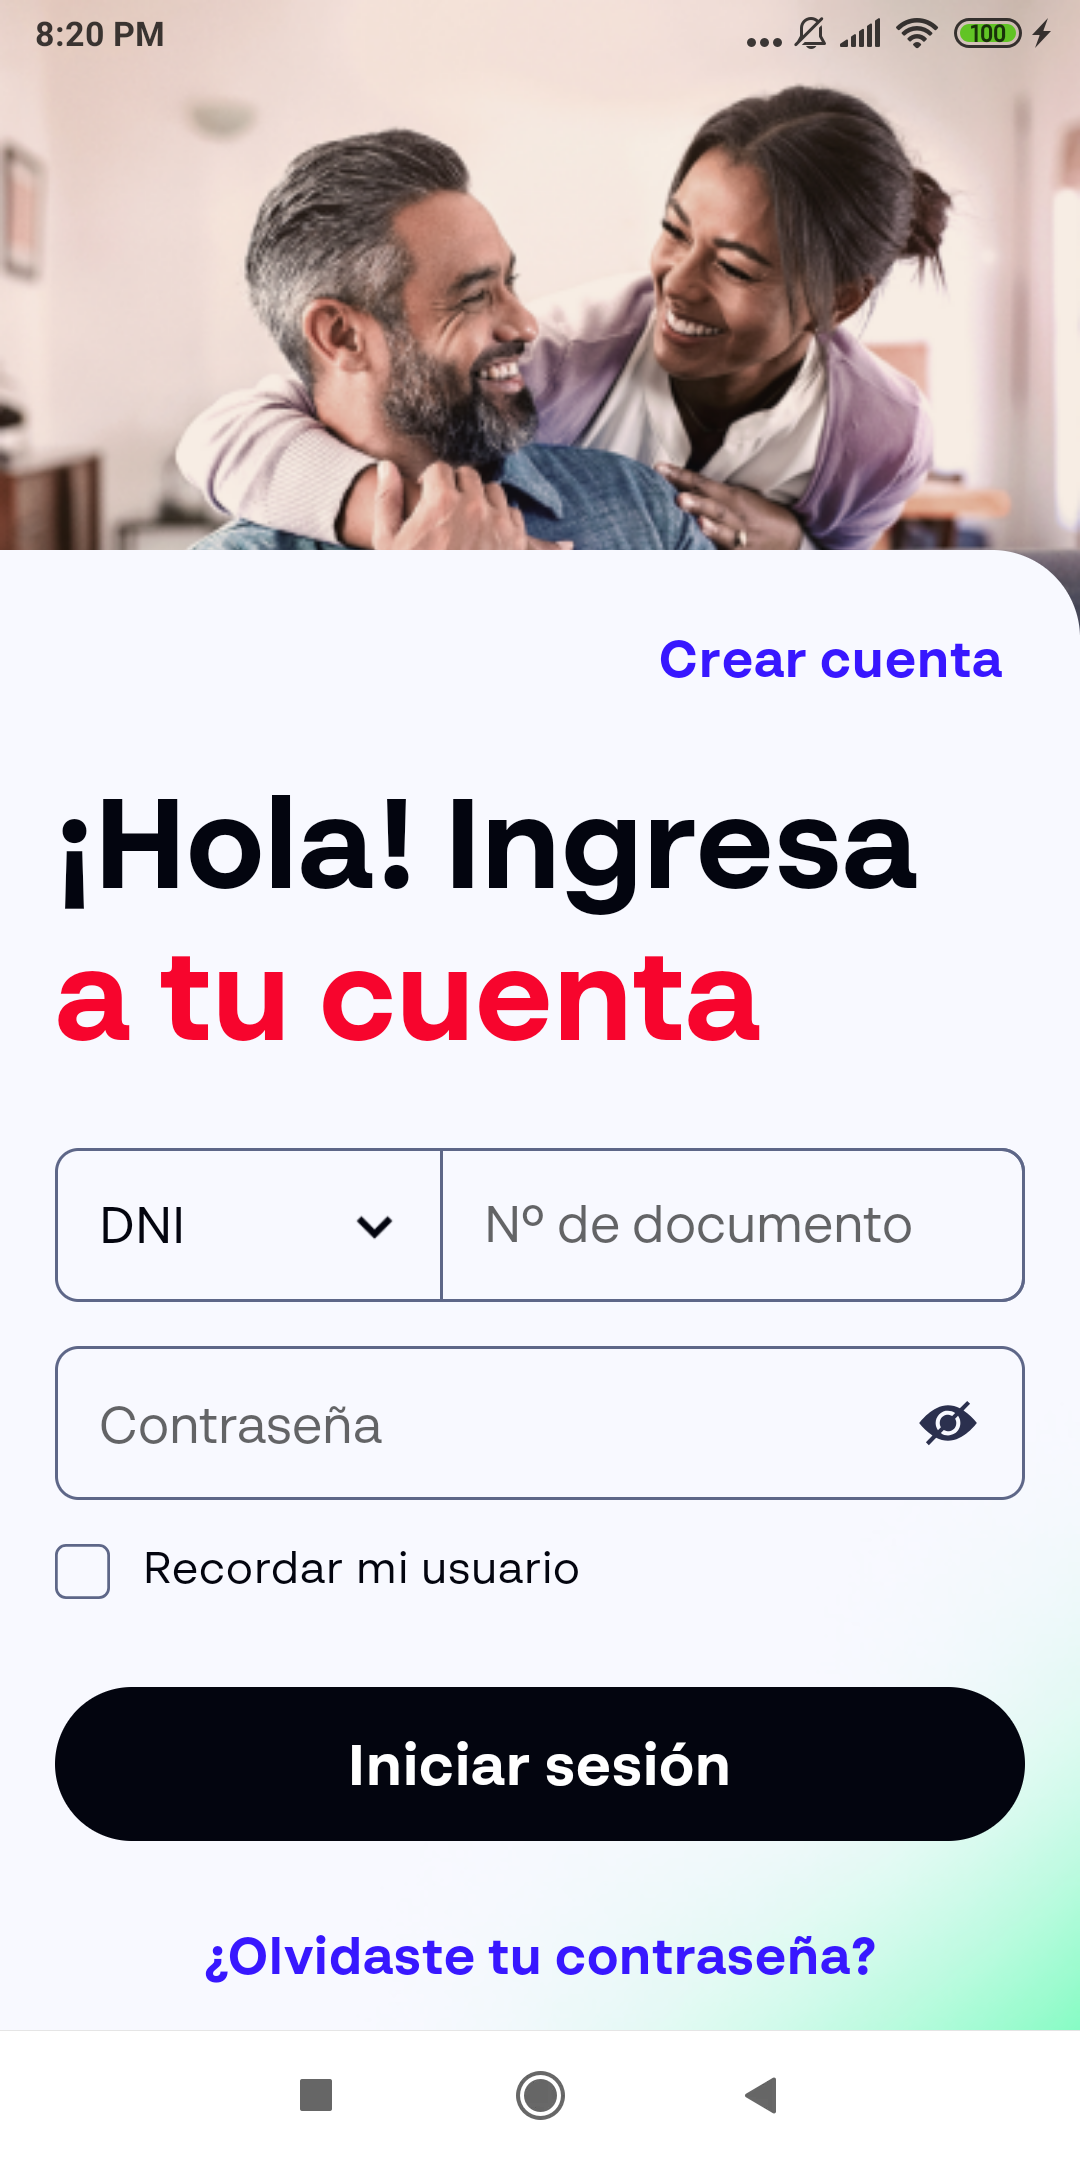 8:20 PM
100
Crear cuenta
¡Hola! Ingresa
a tu cuenta
DNI
Nº de documento
Contraseña
Recordar mi usuario
Iniciar sesión
¿Olvidaste tu contraseña?